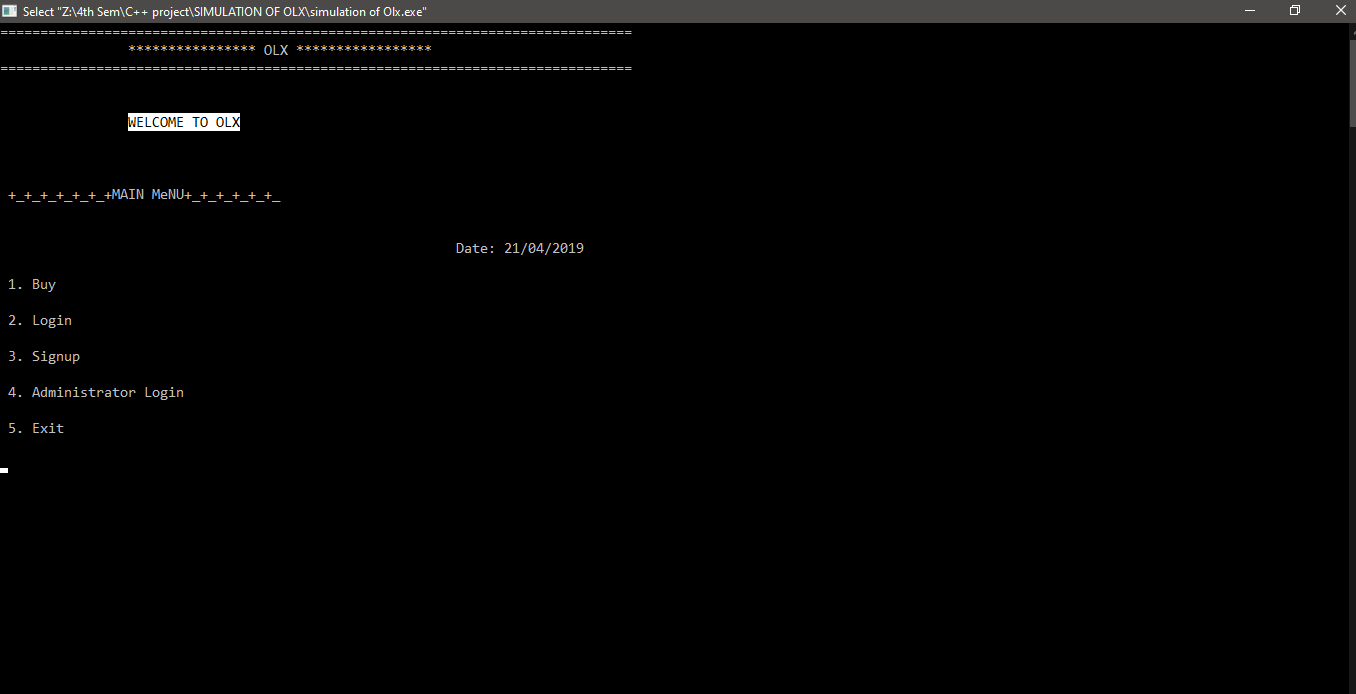 Select "Z:\4th Sem\C++ project\SIMULATION OF OLX\simulation of Olx.exe"
===============================================================================
**************** OLX *****************
===============================================================================
WELCOME TO OLX
+_+_+_+_+_+_+MAIN MeNU+_+_+_+_+_+_
Date: 21/04/2019
1. Buy
2. Login
3. Signup
4. Administrator Login
5. Exit